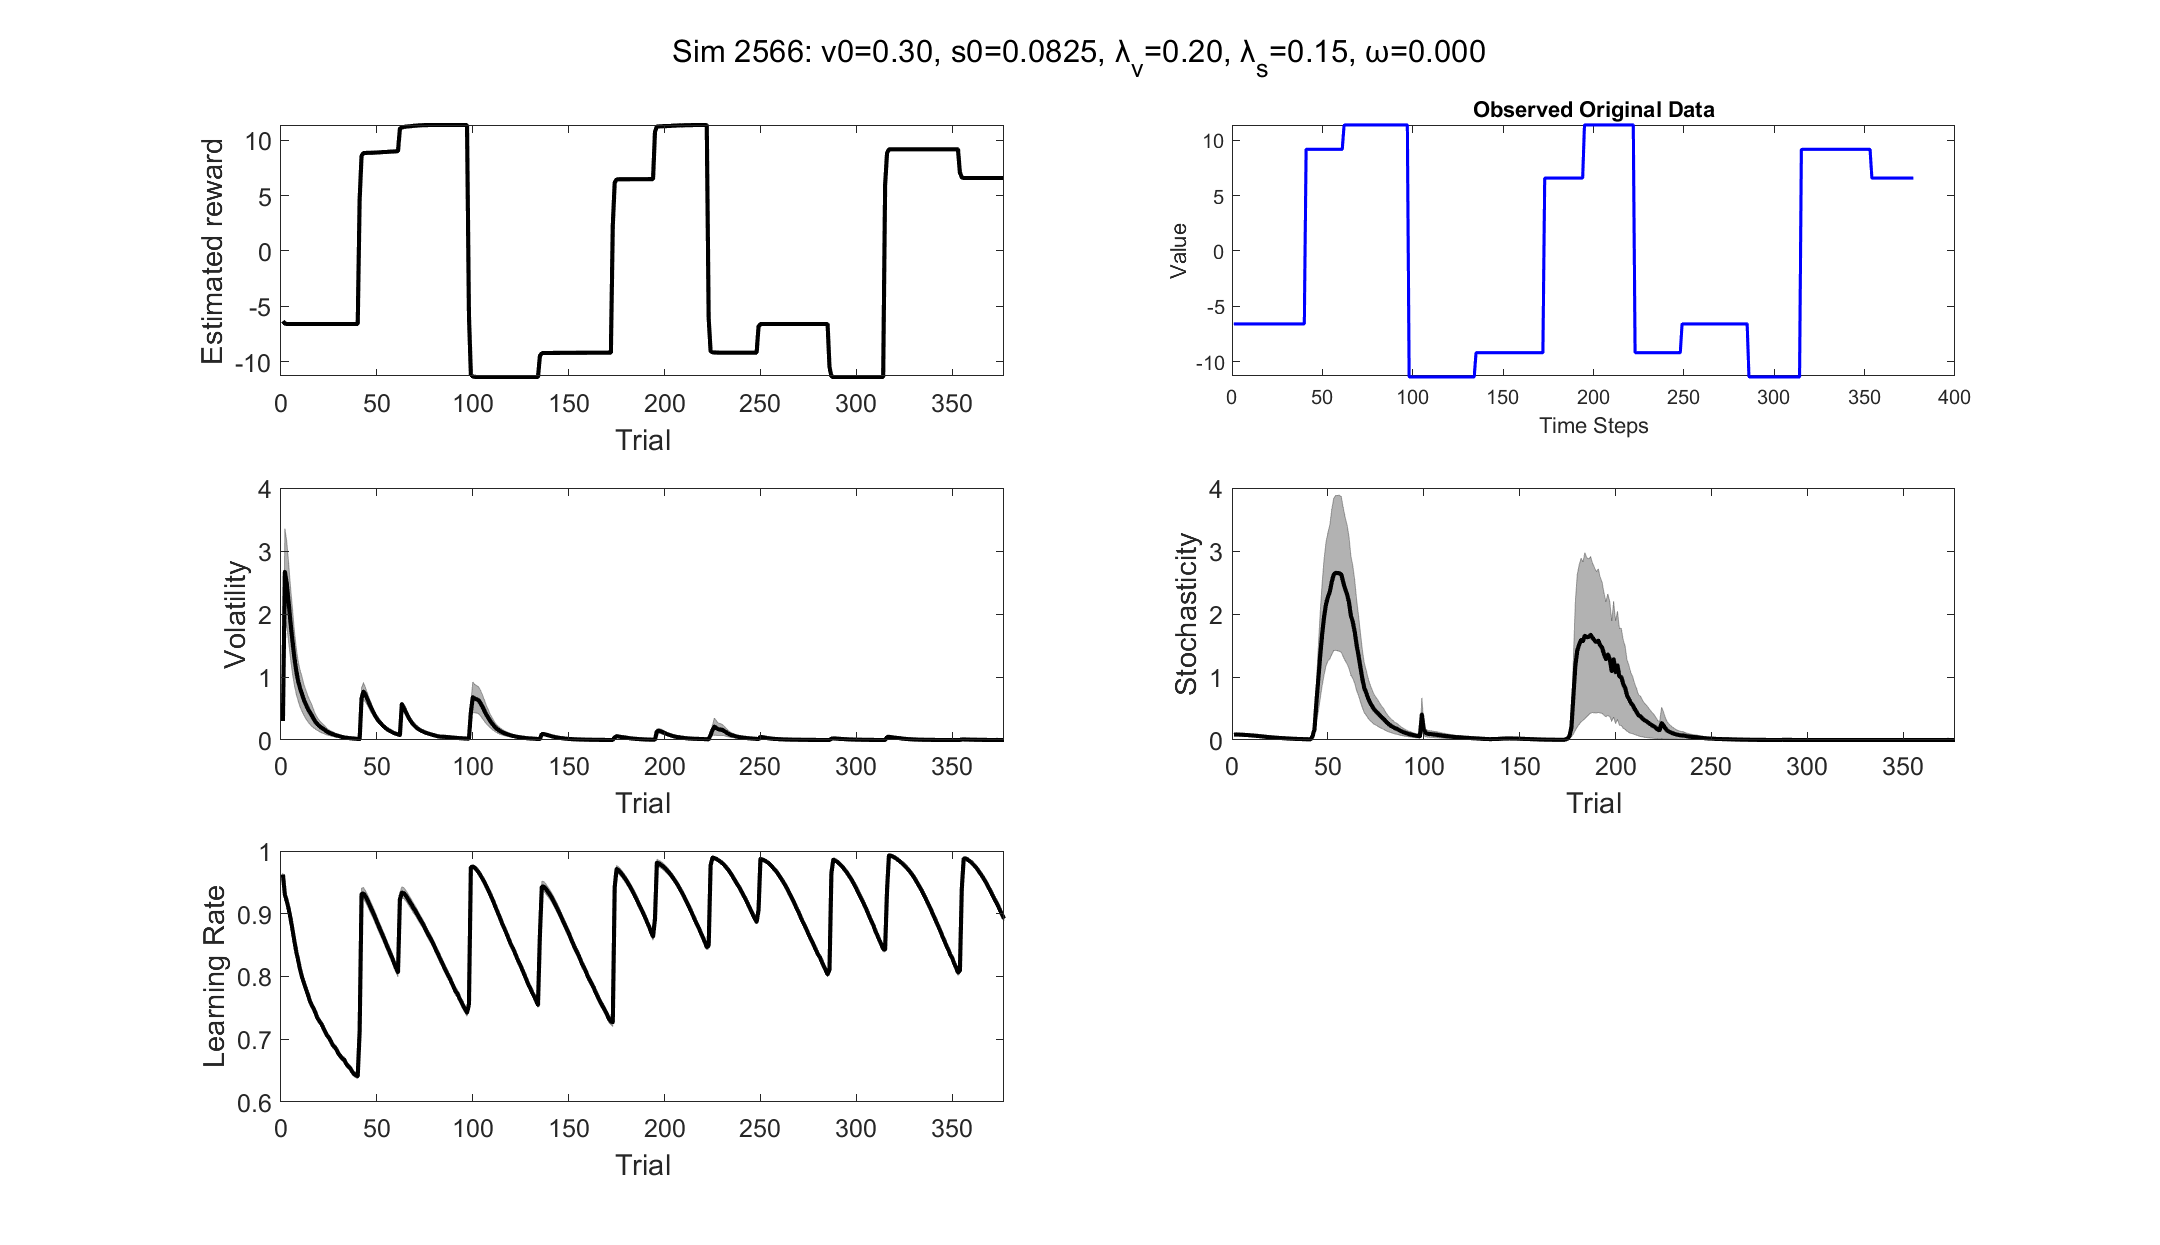 Sim 2566: v0=0.30, s0=0.0825, λ_v=0.20, λ_s=0.15, ω=0.000
Estimated reward
10
5
0
-5
-10
0 50 100 150 200 250 300 350
Trial
Observed Original Data
Value
10
5
0
-5
-10
0 50 100 150 200 250 300 350 400
Time Steps
Volatility
4
3
2
1
0
0 50 100 150 200 250 300 350
Trial
Stochasticity
4
3
2
1
0
0 50 100 150 200 250 300 350
Trial
Learning Rate
1
0.9
0.8
0.7
0.6
0 50 100 150 200 250 300 350
Trial